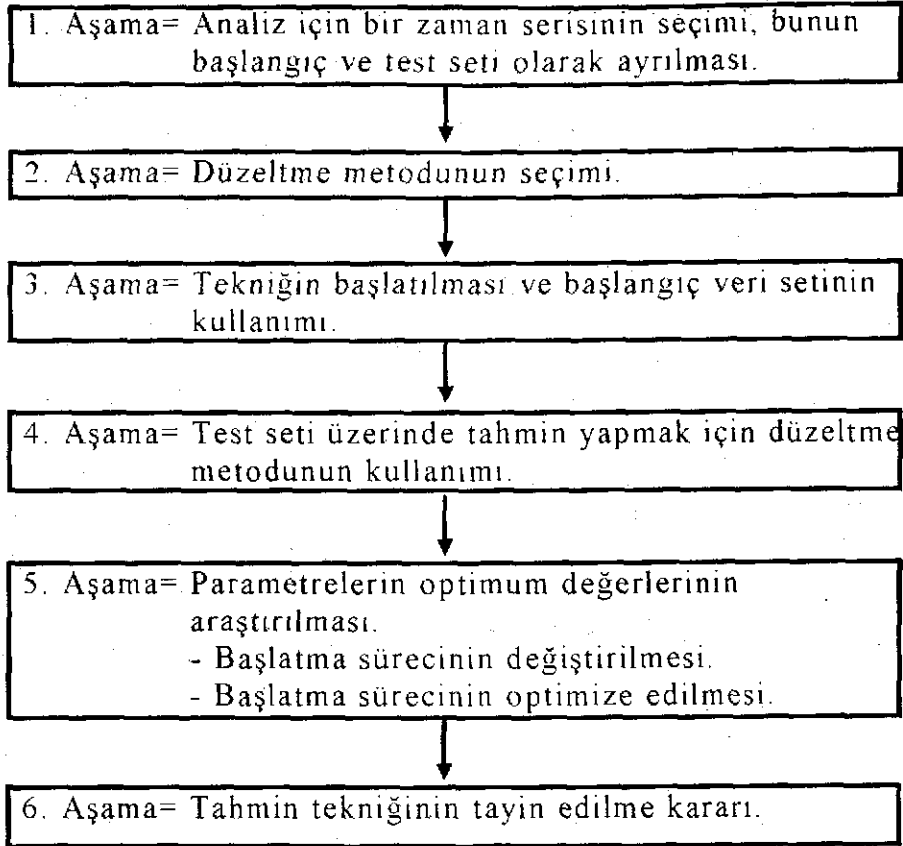 1. Aşama= Analiz için bir zaman serisinin seçimi, bunun
başlangıç ve test seti olarak ayrılması.
2. Aşama= Düzeltme metodunun seçimi.
3. Aşama= Tekniğin başlatılması ve başlangıç veri setinin
kullanımı.
4. Aşama= Test seti üzerinde tahmin yapmak için düzeltme
metodunun kullanımı.
5. Aşama= Parametrelerin optimum değerlerinin
araştırılması.
- Başlatma sürecinin değiştirilmesi.
- Başlatma sürecinin optimize edilmesi.
6. Aşama= Tahmin tekniğinin tayin edilme kararı.